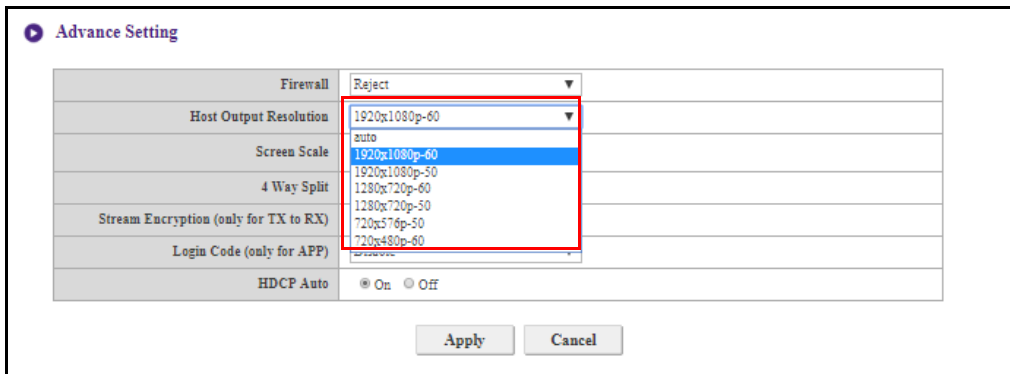 Advance Setting
Firewall Reject
Host Output Resolution 1920x1080p-60
auto
Screen Scale 1920x1080p-60
1920x1080p-50
4 Way Split 1280x720p-60
1280x720p-50
Stream Encryption (only for TX to RX) 720x576p-50
720x480p-60
Login Code (only for APP)
HDCP Auto On Off
Apply Cancel